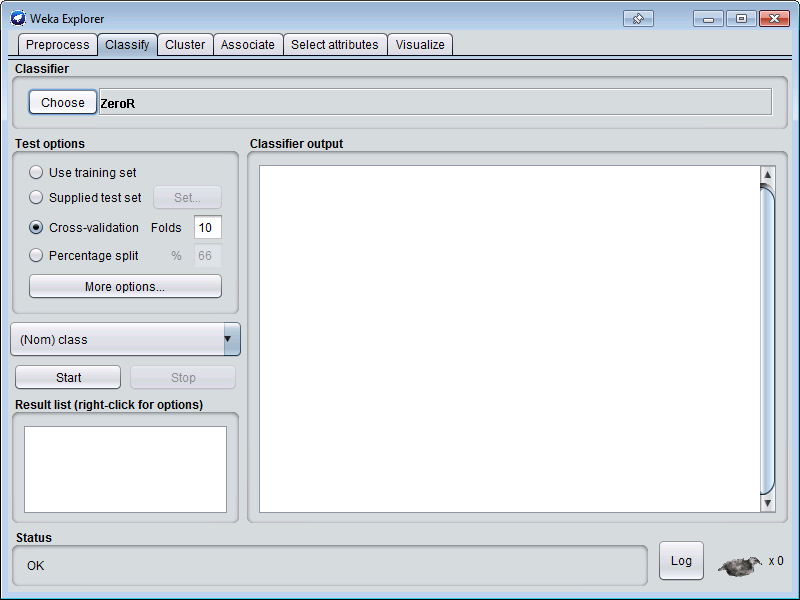 Weka Explorer
Preprocess Classify Cluster Associate Select attributes Visualize
Classifier
Choose ZeroR
Test options
Use training set
Supplied test set Set...
Cross-validation Folds 10
Percentage split % 66
More options...
(Nom) class
Start Stop
Result list (right-click for options)
Classifier output
Status
OK
Log
x 0